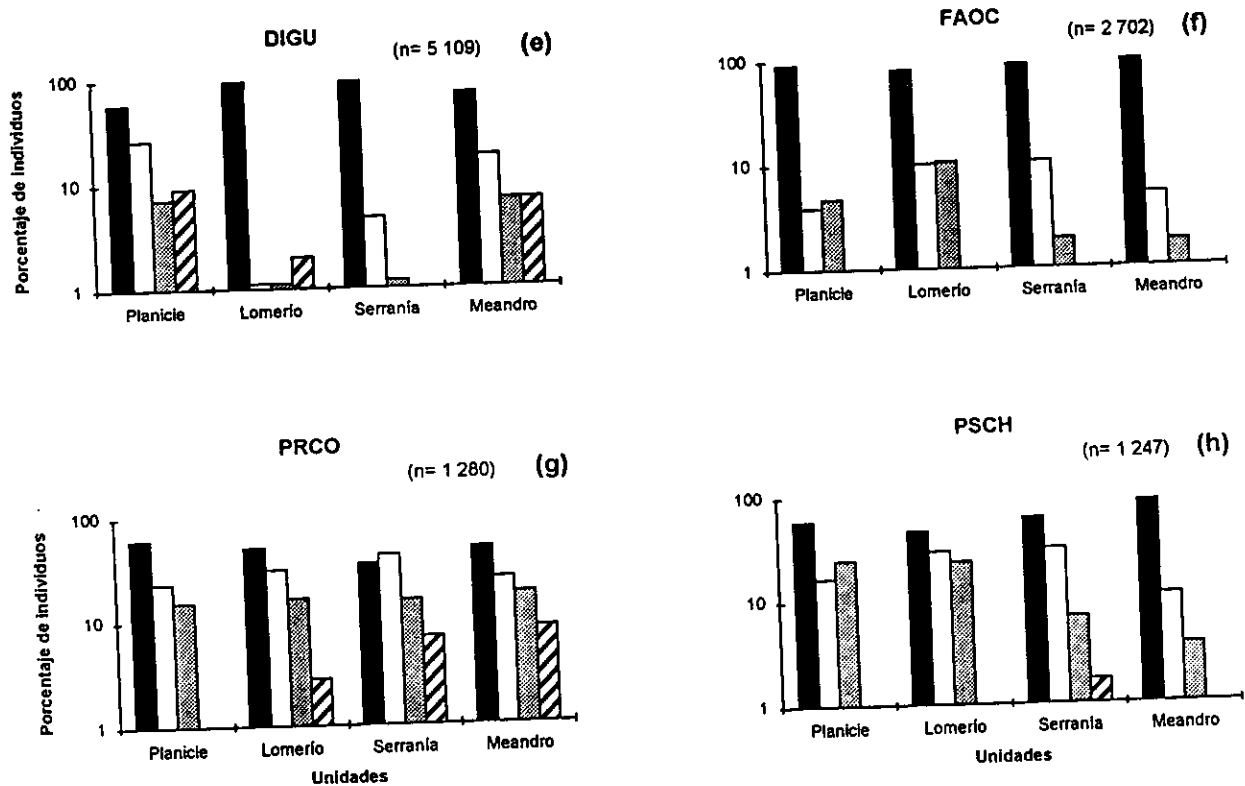 DIGU
(n= 5 109) (e)
Porcentaje de individuos
100
10
1
Planicie Lomerío Serranía Meandro
FAOC
(n= 2 702) (f)
100
10
1
Planicie Lomerío Serranía Meandro
PRCO
(n= 1 280) (g)
Porcentaje de individuos
100
10
1
Planicie Lomerío Serranía Meandro
Unidades
PSCH
(n= 1 247) (h)
100
10
1
Planicie Lomerío Serranía Meandro
Unidades